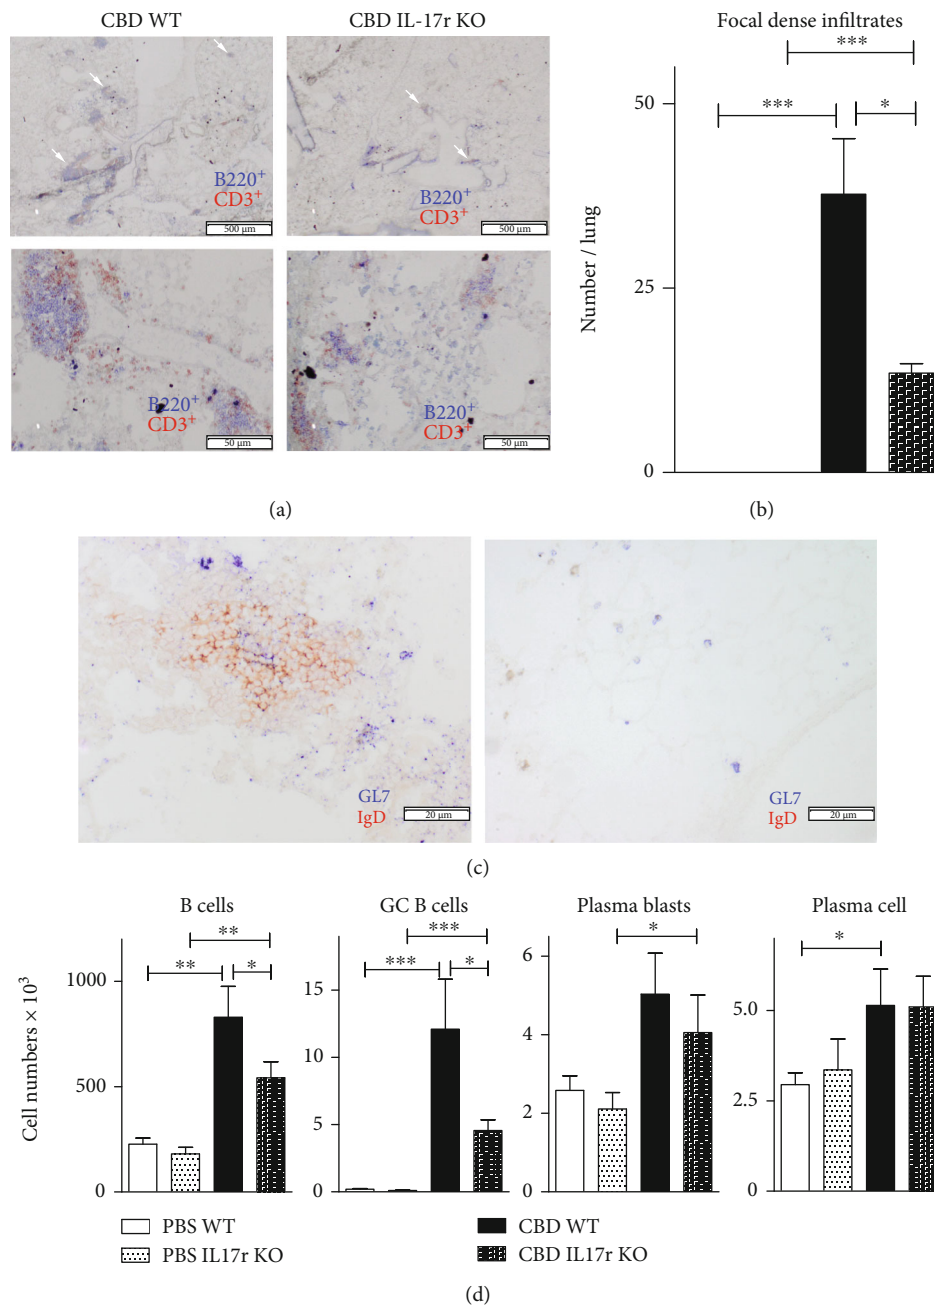 CBD WT
CBD IL-17r KO
B220+
CD3+
500 µm
B220+
CD3+
500 µm
B220+
CD3+
50 µm
B220+
CD3+
50 µm
(a)
Focal dense infiltrates
***
***
*
50
25
0
Number / lung
(b)
GL7
IgD
20 µm
GL7
IgD
20 µm
(c)
B cells
**
**
*
1000
500
0
Cell numbers × 10³
GC B cells
***
***
*
15
10
5
0
Plasma blasts
*
6
4
2
0
Plasma cell
*
5.0
2.5
0
PBS WT
PBS IL17r KO
CBD WT
CBD IL17r KO
(d)